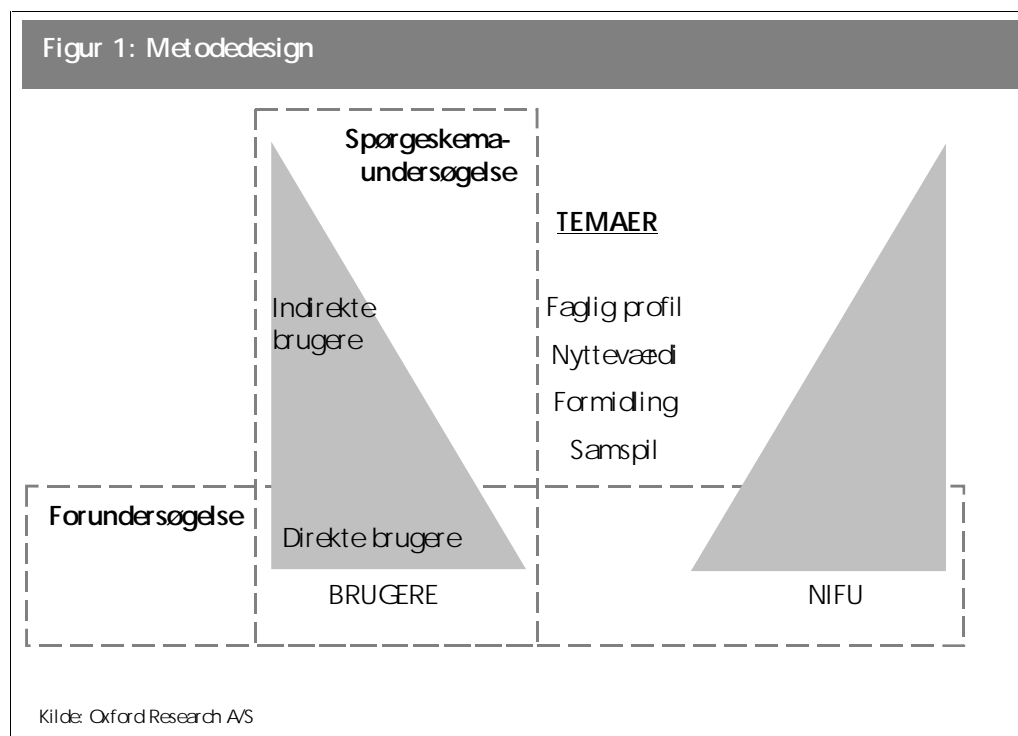 Figur 1: Metodedesign
Spørgeskema-
undersøgelse
TEMAER
Indirekte
brugere
Faglig profil
Nytteværdi
Formidling
Samspil
Forundersøgelse
Direkte brugere
BRUGERE
NIFU
Kilde: Oxford Research A/S